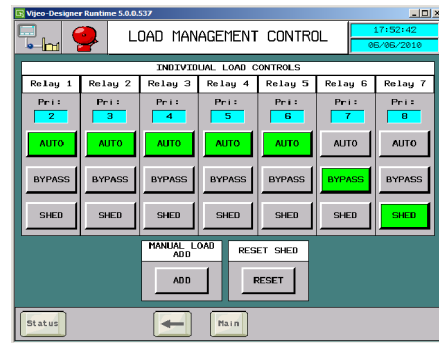 Vijeo-Designer Runtime 5.0.0.537
LOAD MANAGEMENT CONTROL
17:52:42
06/06/2010
INDIVIDUAL LOAD CONTROLS
Relay 1 Relay 2 Relay 3 Relay 4 Relay 5 Relay 6 Relay 7
Pri: Pri: Pri: Pri: Pri: Pri: Pri:
2 3 4 5 6 7 8
AUTO AUTO AUTO AUTO AUTO AUTO AUTO
BYPASS BYPASS BYPASS BYPASS BYPASS BYPASS BYPASS
SHED SHED SHED SHED SHED SHED SHED
MANUAL LOAD
ADD
RESET SHED
ADD RESET
Status Main